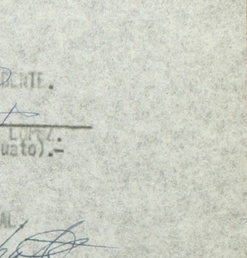 DENTE.
LOPEZ.
uato).-
AL.